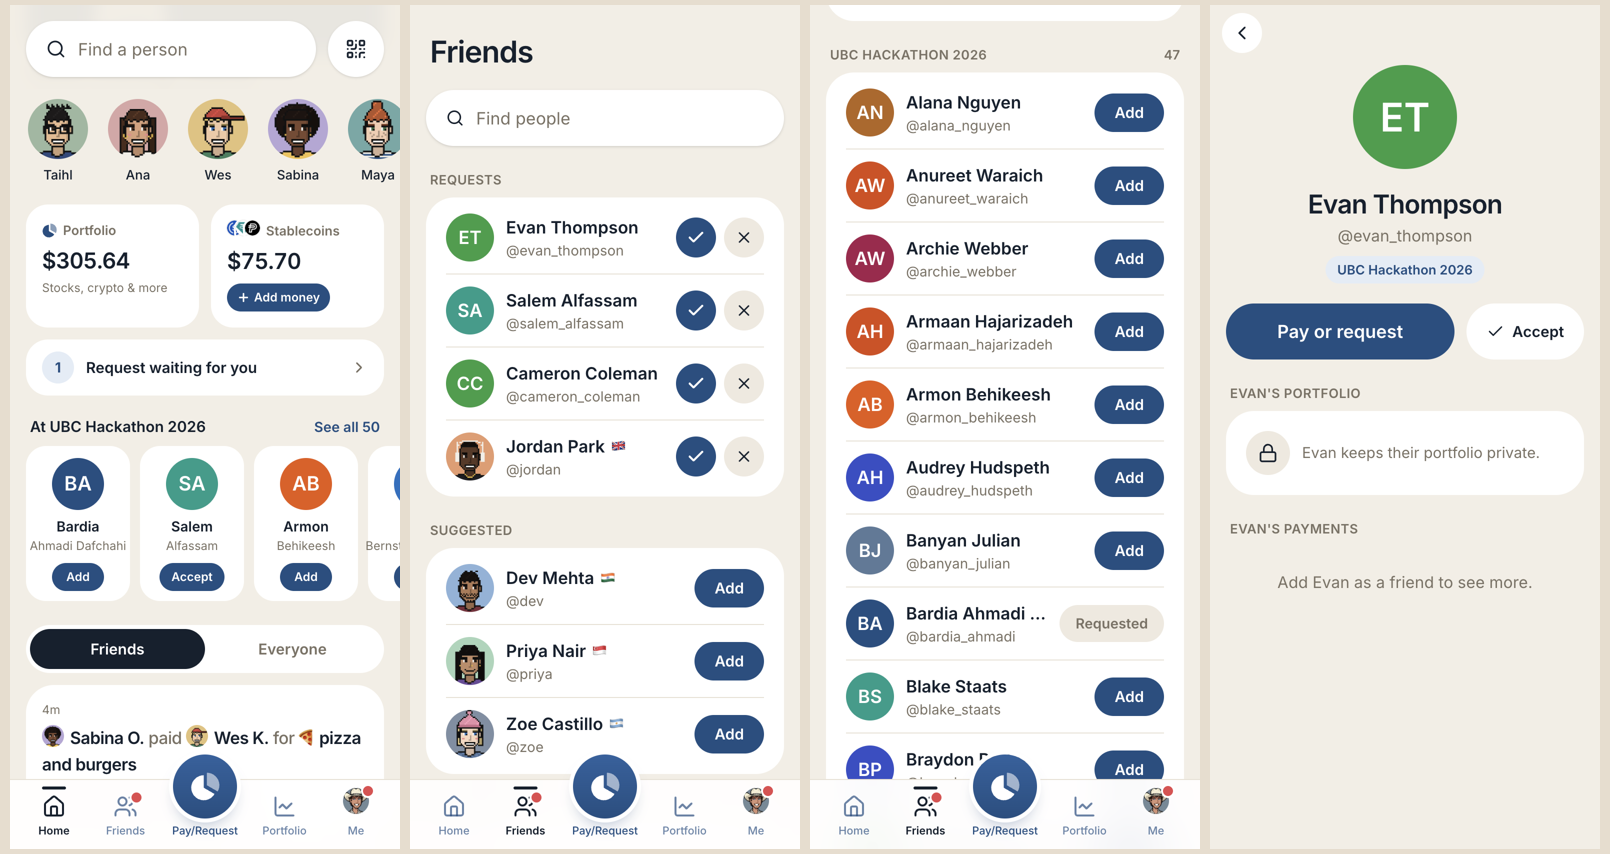 Find a person
Taihl
Ana
Wes
Sabina
Maya
Portfolio
$305.64
Stocks, crypto & more
Stablecoins
$75.70
+ Add money
1
Request waiting for you
At UBC Hackathon 2026
See all 50
BA
Bardia
Ahmadi Dafchahi
Add
SA
Salem
Alfassam
Accept
AB
Armon
Behikeesh
Add
Bernst
Friends
Everyone
4m
Sabina O. paid Wes K. for 🍕 pizza
and burgers
Home
Friends
Pay/Request
Portfolio
Me
Friends
Find people
REQUESTS
ET
Evan Thompson
@evan_thompson
SA
Salem Alfassam
@salem_alfassam
CC
Cameron Coleman
@cameron_coleman
Jordan Park 🇬🇧
@jordan
SUGGESTED
Dev Mehta 🇮🇳
@dev
Add
Priya Nair 🇸🇬
@priya
Add
Zoe Castillo 🇦🇷
@zoe
Add
Home
Friends
Pay/Request
Portfolio
Me
UBC HACKATHON 2026
47
AN
Alana Nguyen
@alana_nguyen
Add
AW
Anureet Waraich
@anureet_waraich
Add
AW
Archie Webber
@archie_webber
Add
AH
Armaan Hajarizadeh
@armaan_hajarizadeh
Add
AB
Armon Behikeesh
@armon_behikeesh
Add
AH
Audrey Hudspeth
@audrey_hudspeth
Add
BJ
Banyan Julian
@banyan_julian
Add
BA
Bardia Ahmadi ...
@bardia_ahmadi
Requested
BS
Blake Staats
@blake_staats
Add
BP
Braydon
Add
Home
Friends
Pay/Request
Portfolio
Me
ET
Evan Thompson
@evan_thompson
UBC Hackathon 2026
Pay or request
Accept
EVAN'S PORTFOLIO
Evan keeps their portfolio private.
EVAN'S PAYMENTS
Add Evan as a friend to see more.